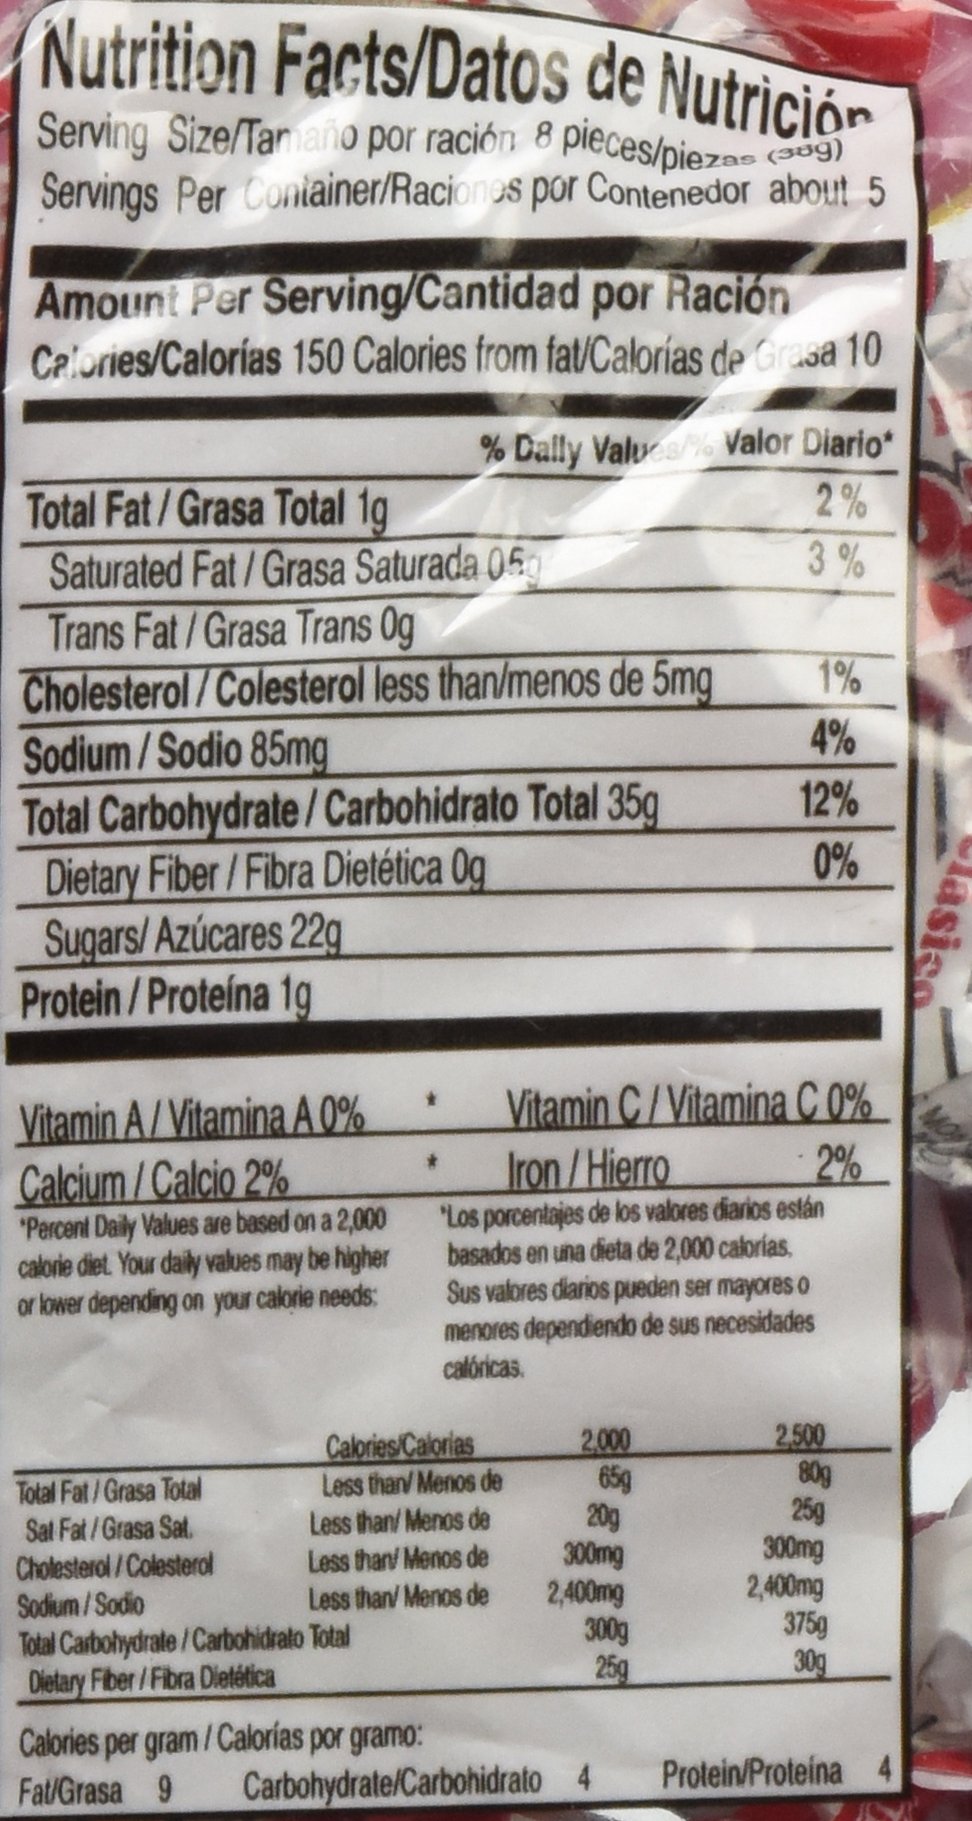 Nutrition Facts/Datos de Nutrición
Serving Size/Tamaño por ración 8 pieces/piezas
Servings Per Container/Raciones por Contenedor about 5
Amount Per Serving/Cantidad por Ración
Calories/Calorías 150 Calories from fat/Calorías de Grasa 10
% Daily Values/% Valor Diario*
Total Fat / Grasa Total 1g 2%
Saturated Fat / Grasa Saturada 0.5g 3 %
Trans Fat / Grasa Trans 0g
Cholesterol / Colesterol less than/menos de 5mg 1%
Sodium / Sodio 85mg 4%
Total Carbohydrate / Carbohidrato Total 35g 12%
Dietary Fiber / Fibra Dietética 0g 0%
Sugars/ Azúcares 22g
Protein / Proteína 1g
Vitamin A / Vitamina A 0% * Vitamin C / Vitamina C 0%
Calcium / Calcio 2% * Iron / Hierro 2%
*Percent Daily Values are based on a 2,000
calorie diet. Your daily values may be higher
or lower depending on your calorie needs:
*Los porcentajes de los valores diarios están
basados en una dieta de 2,000 calorías.
Sus valores diarios pueden ser mayores o
menores dependiendo de sus necesidades
calóricas.
Calories/Calorías 2,000 2,500
Total Fat / Grasa Total Less than/ Menos de 65g 80g
Sat Fat / Grasa Sat. Less than/ Menos de 20g 25g
Cholesterol / Colesterol Less than/ Menos de 300mg 300mg
Sodium / Sodio Less than/ Menos de 2,400mg 2,400mg
Total Carbohydrate / Carbohidrato Total 300g 375g
Dietary Fiber / Fibra Dietética 25g 30g
Calories per gram / Calorías por gramo:
Fat/Grasa 9 Carbohydrate/Carbohidrato 4 Protein/Proteína 4
clásico